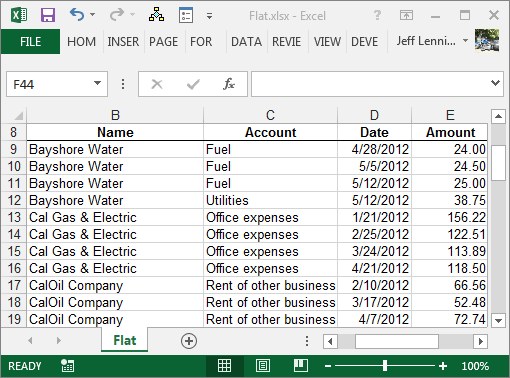 Flat.xlsx - Excel
FILE HOM INSER PAGE FOR DATA REVIE VIEW DEVE Jeff Lenni...
F44 fx
B C D E
8 Name Account Date Amount
9 Bayshore Water Fuel 4/28/2012 24.00
10 Bayshore Water Fuel 5/5/2012 24.50
11 Bayshore Water Fuel 5/12/2012 25.00
12 Bayshore Water Utilities 5/12/2012 38.75
13 Cal Gas & Electric Office expenses 1/21/2012 156.22
14 Cal Gas & Electric Office expenses 2/25/2012 122.51
15 Cal Gas & Electric Office expenses 3/24/2012 113.89
16 Cal Gas & Electric Office expenses 4/21/2012 118.50
17 CalOil Company Rent of other business 2/10/2012 66.56
18 CalOil Company Rent of other business 3/17/2012 52.48
19 CalOil Company Rent of other business 4/7/2012 72.74
Flat
READY 100%